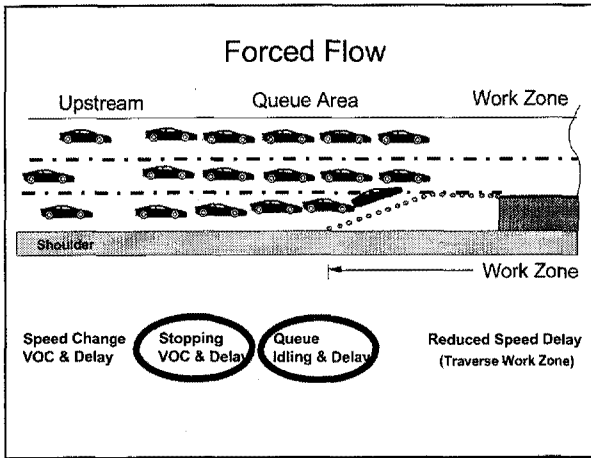 Forced Flow
Upstream Queue Area Work Zone
Shoulder
Work Zone
Speed Change Stopping Queue Reduced Speed Delay
VOC & Delay VOC & Delay Idling & Delay (Traverse Work Zone)